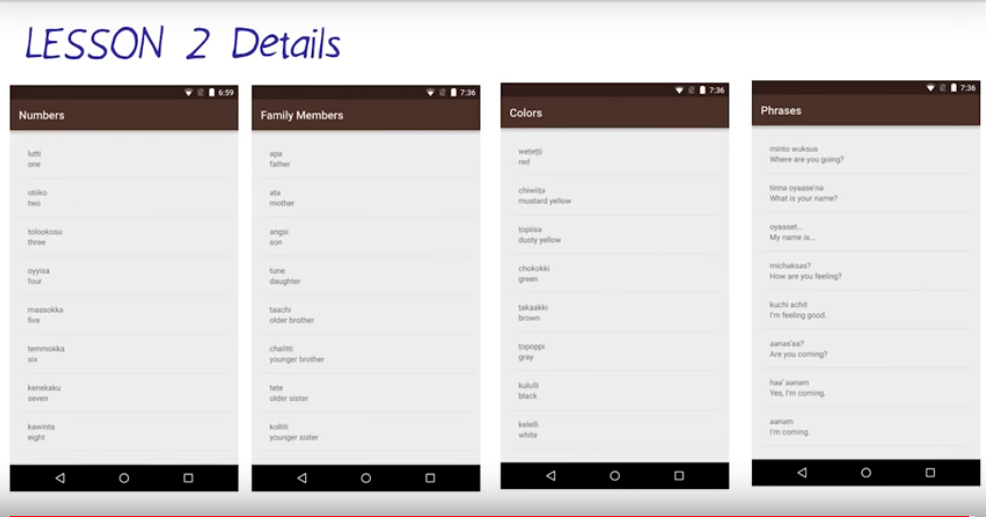 LESSON 2 Details
6:59
Numbers
lutti
one
otiiko
two
tolookosu
three
oyyisa
four
massokka
five
temmokka
six
kenekaku
seven
kawinta
eight
7:36
Family Members
әpә
father
әṭa
mother
angsi
son
tune
daughter
taachi
older brother
chalitti
younger brother
teṭe
older sister
kolliti
younger sister
7:36
Colors
weṭeṭṭi
red
chiwiiṭә
mustard yellow
ṭopiisә
dusty yellow
chokokki
green
ṭakaakki
brown
ṭopoppi
gray
kululli
black
kelelli
white
7:36
Phrases
minto wuksus
Where are you going?
tinnә oyaase'nә
What is your name?
oyaaset...
My name is...
michәksәs?
How are you feeling?
kuchi achit
I'm feeling good.
әәnәs'aa?
Are you coming?
hәә' әәnәm
Yes, I'm coming.
әәnәm
I'm coming.